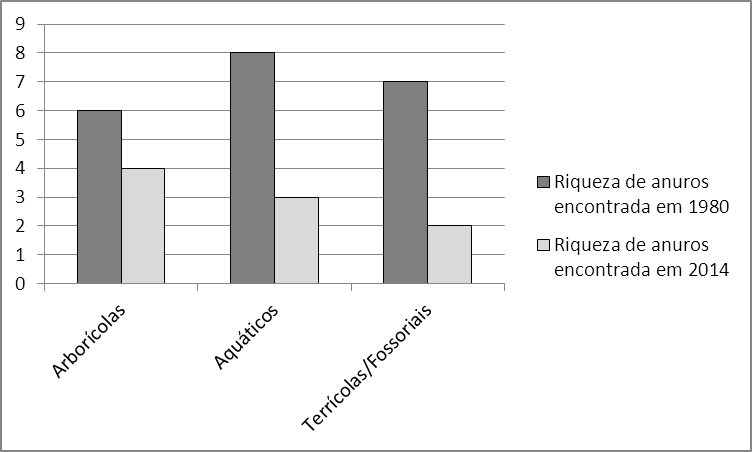 9
8
7
6
5
4
3
2
1
0
Arborícolas
Aquáticos
Terrícolas/Fossoriais
Riqueza de anuros
encontrada em 1980
Riqueza de anuros
encontrada em 2014